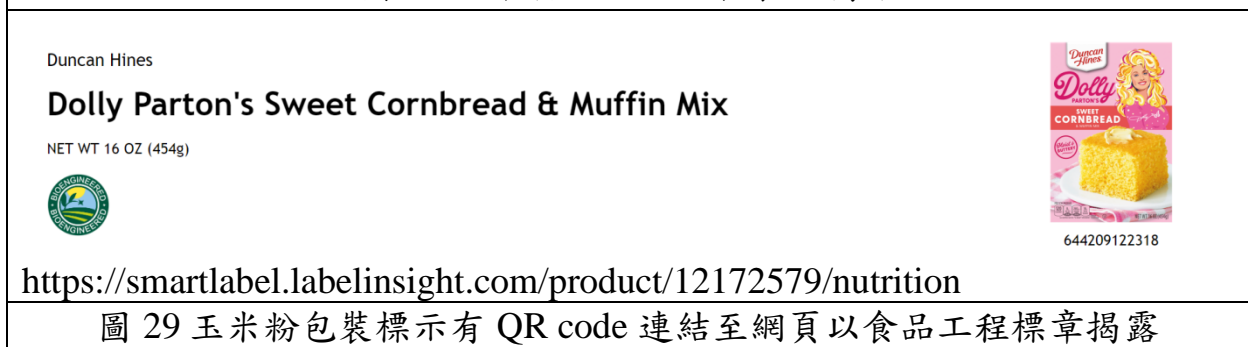 Duncan Hines
Dolly Parton's Sweet Cornbread & Muffin Mix
NET WT 16 OZ (454g)
BIOENGINEERED
BIOENGINEERED
Duncan
Hines
Dolly
PARTON'S
SWEET
CORNBREAD
644209122318
https://smartlabel.labelinsight.com/product/12172579/nutrition
圖 29 玉米粉包裝標示有 QR code 連結至網頁以食品工程標章揭露